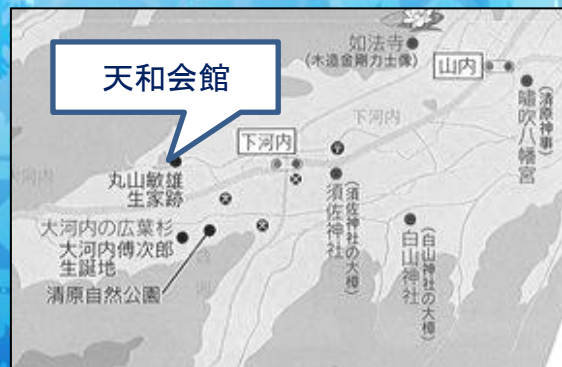 天和会館
如法寺
(木造金剛力士像)
山内
嘯吹八幡宮
(清原神事)
下河内
下河内
丸山敏雄
生家跡
須佐神社
(須佐神社の大樟)
大河内の広葉杉
大河内傳次郎
生誕地
白山神社
(白山神社の大樟)
清原自然公園